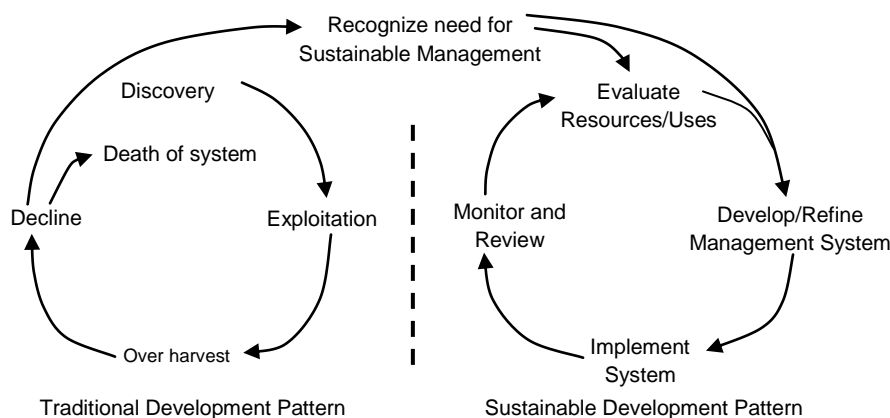 Recognize need for
Sustainable Management
Discovery
Evaluate
Resources/Uses
Death of system
Decline
Exploitation
Monitor and
Review
Develop/Refine
Management System
Over harvest
Implement
System
Traditional Development Pattern
Sustainable Development Pattern